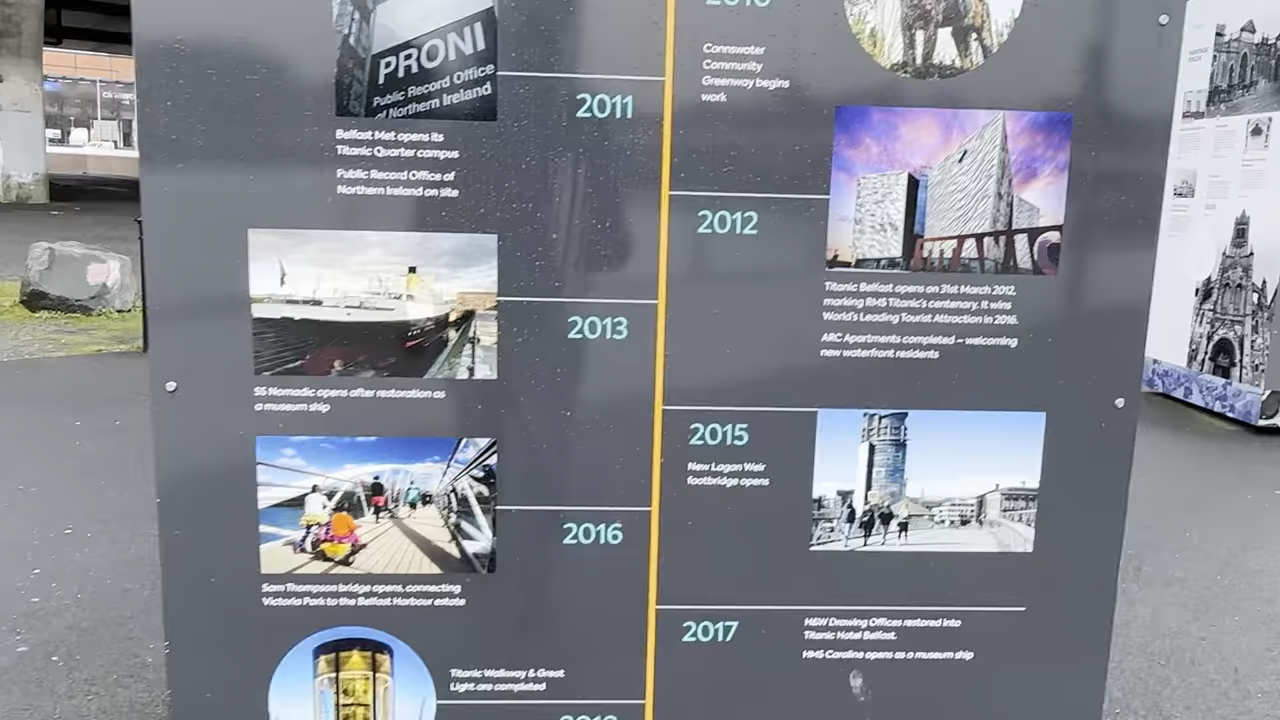 PRONI
Public Record Office
of Northern Ireland
2011
Belfast Met opens its
Titanic Quarter campus
Public Record Office of
Northern Ireland on site
2013
SS Nomadic opens after restoration as
a museum ship
2016
Sam Thompson bridge opens, connecting
Victoria Park to the Belfast Harbour estate
Titanic Walkway & Great
Light are completed
Connswater
Community
Greenway begins
work
2012
Titanic Belfast opens on 31st March 2012,
marking RMS Titanic's centenary. It wins
World's Leading Tourist Attraction in 2016.
ARC Apartments completed – welcoming
new waterfront residents
2015
New Lagan Weir
footbridge opens
2017
H&W Drawing Offices restored into
Titanic Hotel Belfast.
HMS Caroline opens as a museum ship